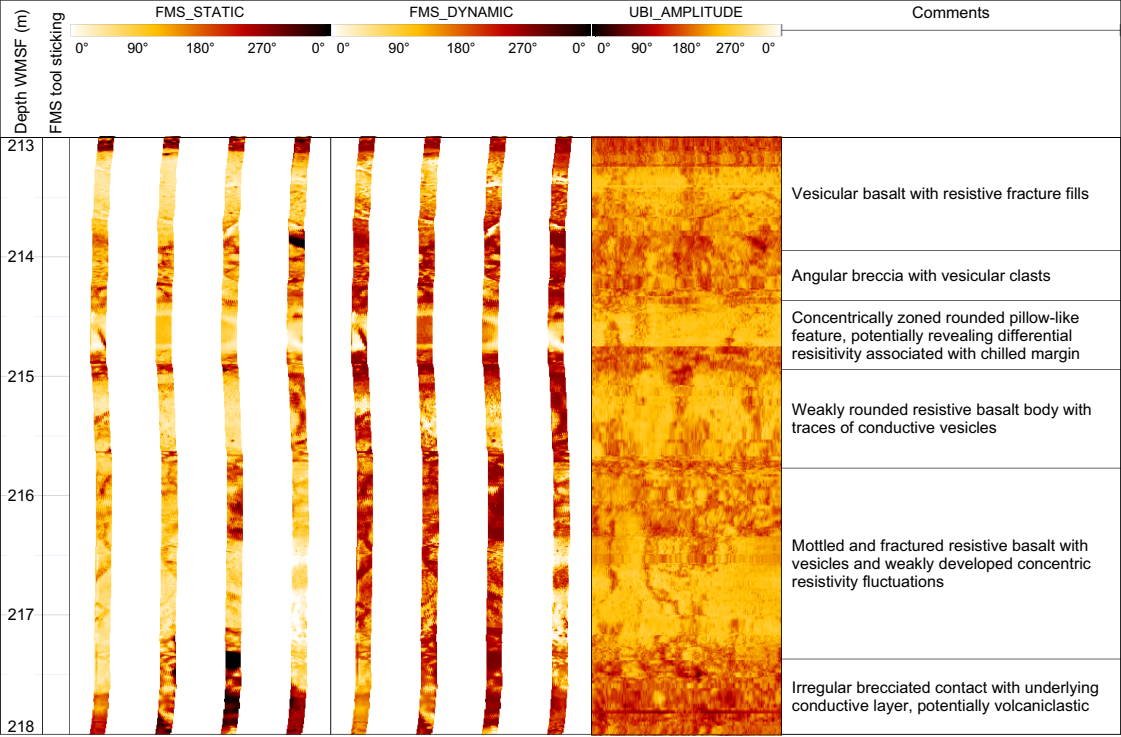 Depth WMSF (m)
FMS tool sticking
FMS_STATIC
0° 90° 180° 270° 0°
FMS_DYNAMIC
0° 90° 180° 270° 0°
UBI_AMPLITUDE
0° 90° 180° 270° 0°
Comments
213
Vesicular basalt with resistive fracture fills
214
Angular breccia with vesicular clasts
Concentrically zoned rounded pillow-like
feature, potentially revealing differential
resisitivity associated with chilled margin
215
Weakly rounded resistive basalt body with
traces of conductive vesicles
216
Mottled and fractured resistive basalt with
vesicles and weakly developed concentric
resistivity fluctuations
217
Irregular brecciated contact with underlying
conductive layer, potentially volcaniclastic
218